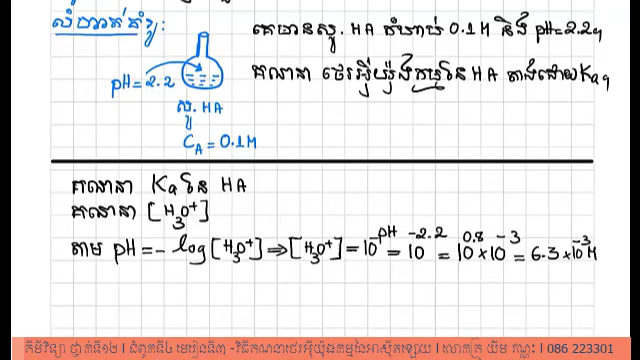 លំហាត់គំរូ:
គេមានសូ. HA កំហាប់ 0.1M និង pH=2.2។
គណនា ថេរអ៊ីយ៉ុងកម្មនៃ HA តាងដោយ Ka។
pH=2.2
សូ. HA
CA = 0.1M
គណនា Ka នៃ HA
គណនា [H3O+]
តាម pH = - log [H3O+] ⟹ [H3O+] = 10^-pH = 10^-2.2 = 10^0.8 × 10^-3 = 6.3 × 10^-3 M
គីមីវិទ្យា ថ្នាក់ទី១២ | ជំពូកទី៤ មេរៀនទី៣ -វិធីគណនាថេរអ៊ីយ៉ុងកម្មនៃអាស៊ីតខ្សោយ | លោកគ្រូ យឹម វណ្ណៈ | 086 223301